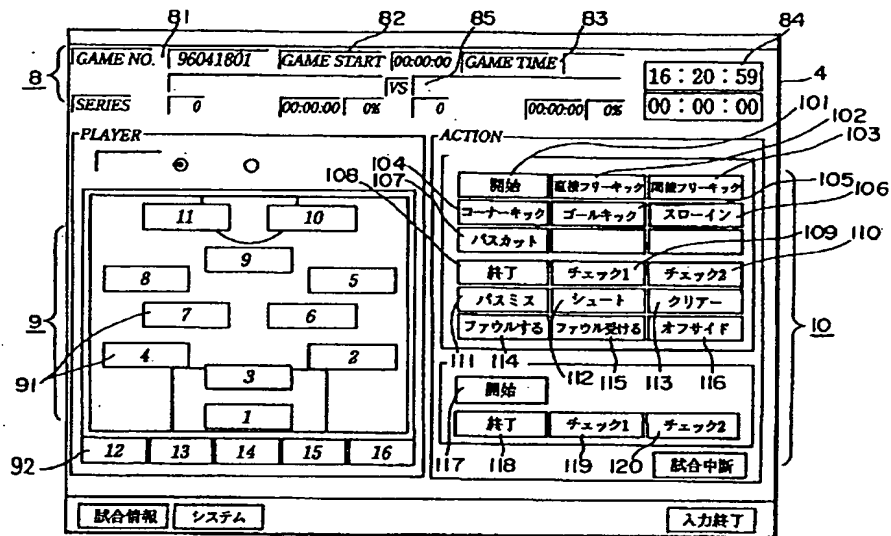 81 82 85 83 84
8 GAME NO. 96041801 GAME START 00:00:00 GAME TIME 16:20:59 4
VS
SERIES 0 00:00:00 0% 0 00:00:00 0% 00:00:00
101
102
103
PLAYER ACTION
104 108 107
開始 直接フリーキック 間接フリーキック
105
コーナーキック ゴールキック スローイン 106
パスカット
109 110
終了 チェック1 チェック2
パスミス シュート クリアー
ファウルする ファウル受ける オフサイド
10
111 114 112 115 113 116
開始
終了 チェック1 チェック2
117 118 119 120 試合中断
11 10
9
8 5
9 7 6
91 4 2
3
1
92 12 13 14 15 16
試合情報 システム 入力終了